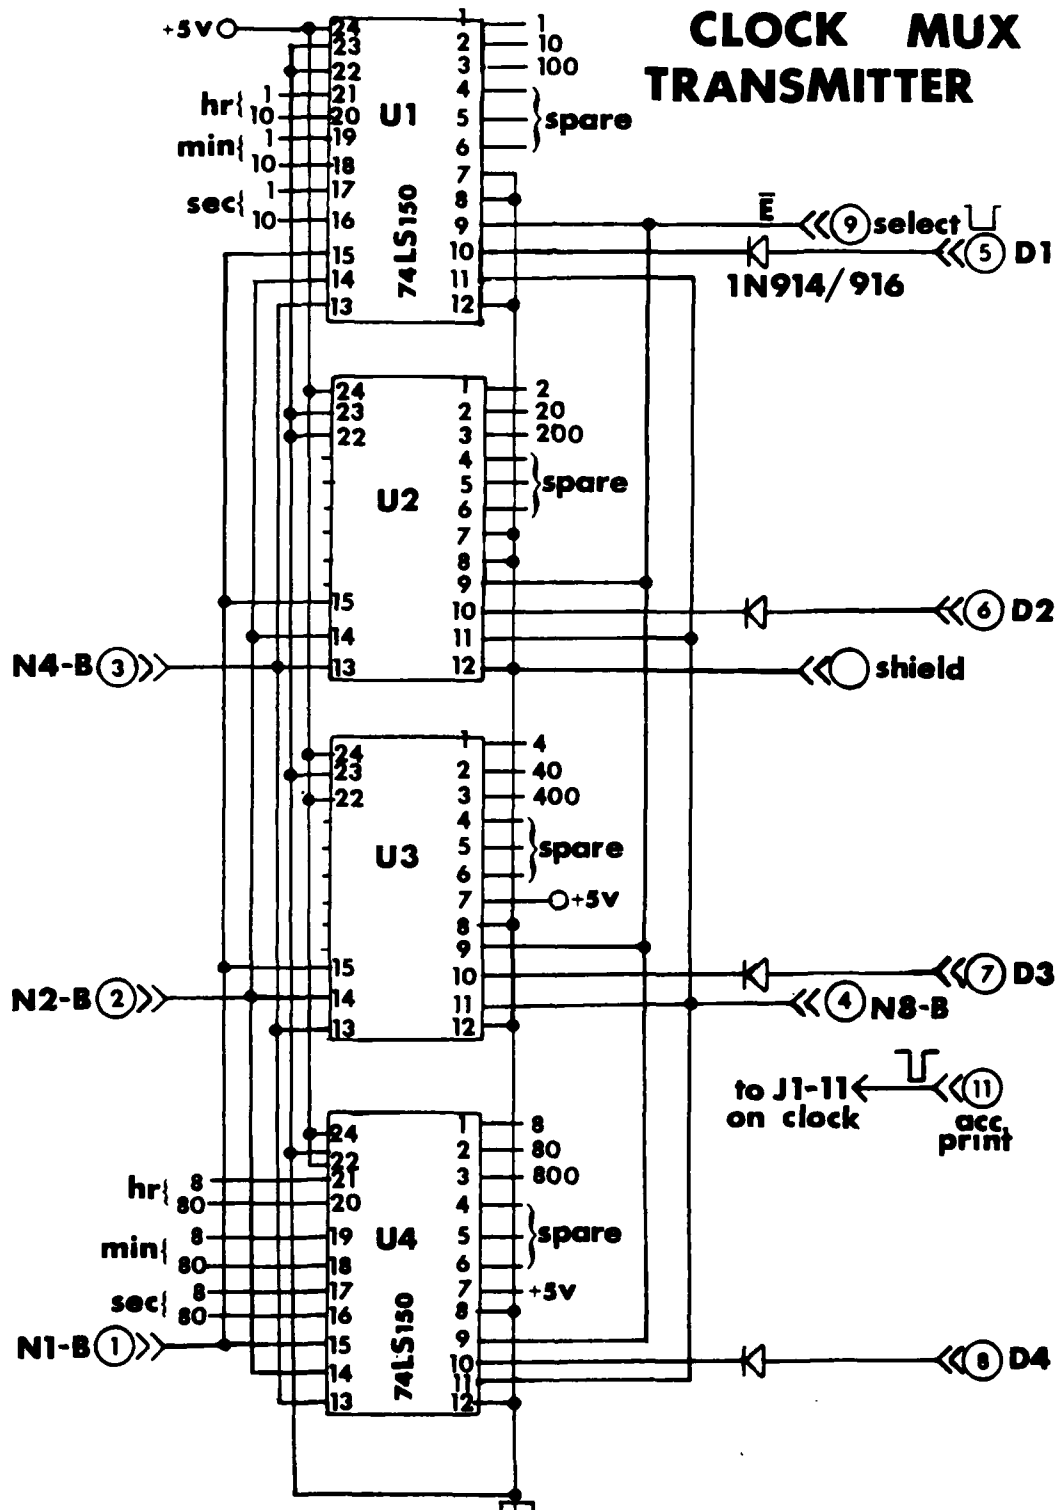 CLOCK MUX
TRANSMITTER
+5V
24
23
22
hr{ 1 21
10 20
min{ 1 19
10 18
sec{ 1 17
10 16
15
14
13
U1
74LS150
1 1
2 10
3 100
4
5 }spare
6
7
8
9 E 9 select
10 5 D1
1N914/916
11
12
24
23
22
U2
15
14
N4-B 3 13
1 2
2 20
3 200
4
5 }spare
6
7
8
9
10 6 D2
11
12 shield
24
23
22
U3
15
N2-B 2 14
13
1 4
2 40
3 400
4
5 }spare
6
7 +5V
8
9
10 7 D3
11 4 N8-B
12
to J1-11 11
on clock acc.
print
24
22
hr{ 8 21
80 20
min{ 8 19
80 18
sec{ 8 17
80 16
N1-B 1 15
14
13
U4
74LS150
1 8
2 80
3 800
4
5 }spare
6
7 +5V
8
9
10 8 D4
11
12